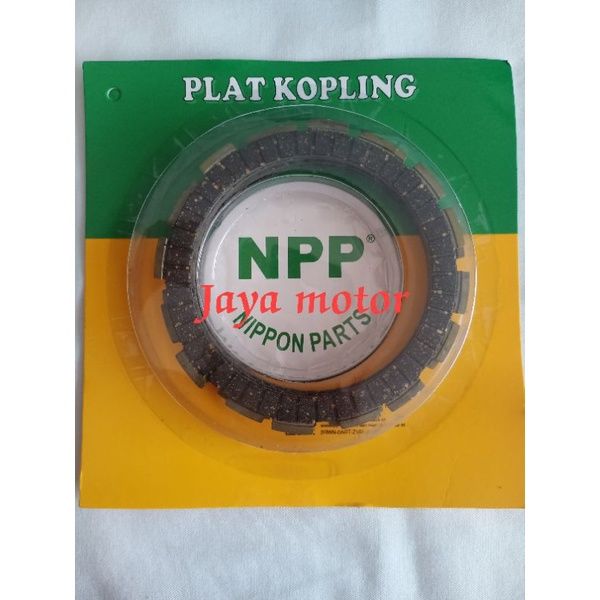 PLAT KOPLING
NPP®
Jaya motor
NIPPON PARTS